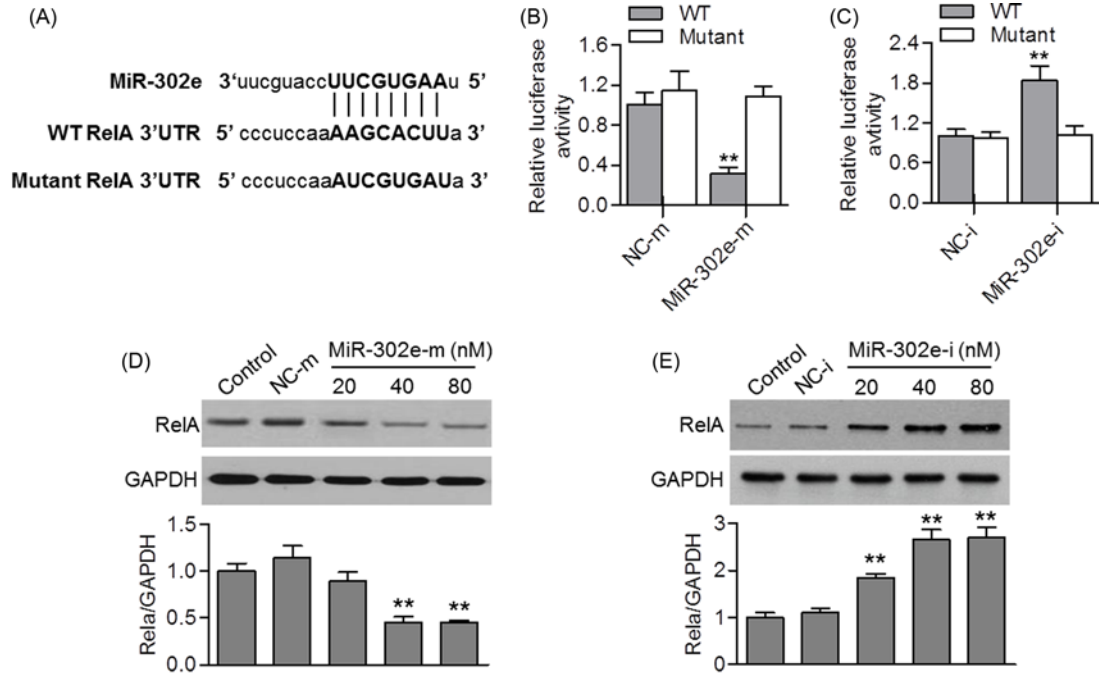 (A)
MiR-302e 3'uucguaccUUCGUGAAu 5'
WT RelA 3'UTR 5' cccuccaaAAGCACUUa 3'
Mutant RelA 3'UTR 5' cccuccaaAUCGUGAUa 3'
(B)
WT
Mutant
Relative luciferase
avtivity
1.6
1.2
0.8
0.4
0.0
**
NC-m
MiR-302e-m
(C)
WT
Mutant
Relative luciferase
avtivity
2.4
1.8
1.2
0.6
0.0
**
NC-i
MiR-302e-i
(D)
Control
NC-m
MiR-302e-m (nM)
20 40 80
RelA
GAPDH
Rela/GAPDH
1.5
1.0
0.5
0.0
** **
(E)
Control
NC-i
MiR-302e-i (nM)
20 40 80
RelA
GAPDH
Rela/GAPDH
3
2
1
0
** ** **